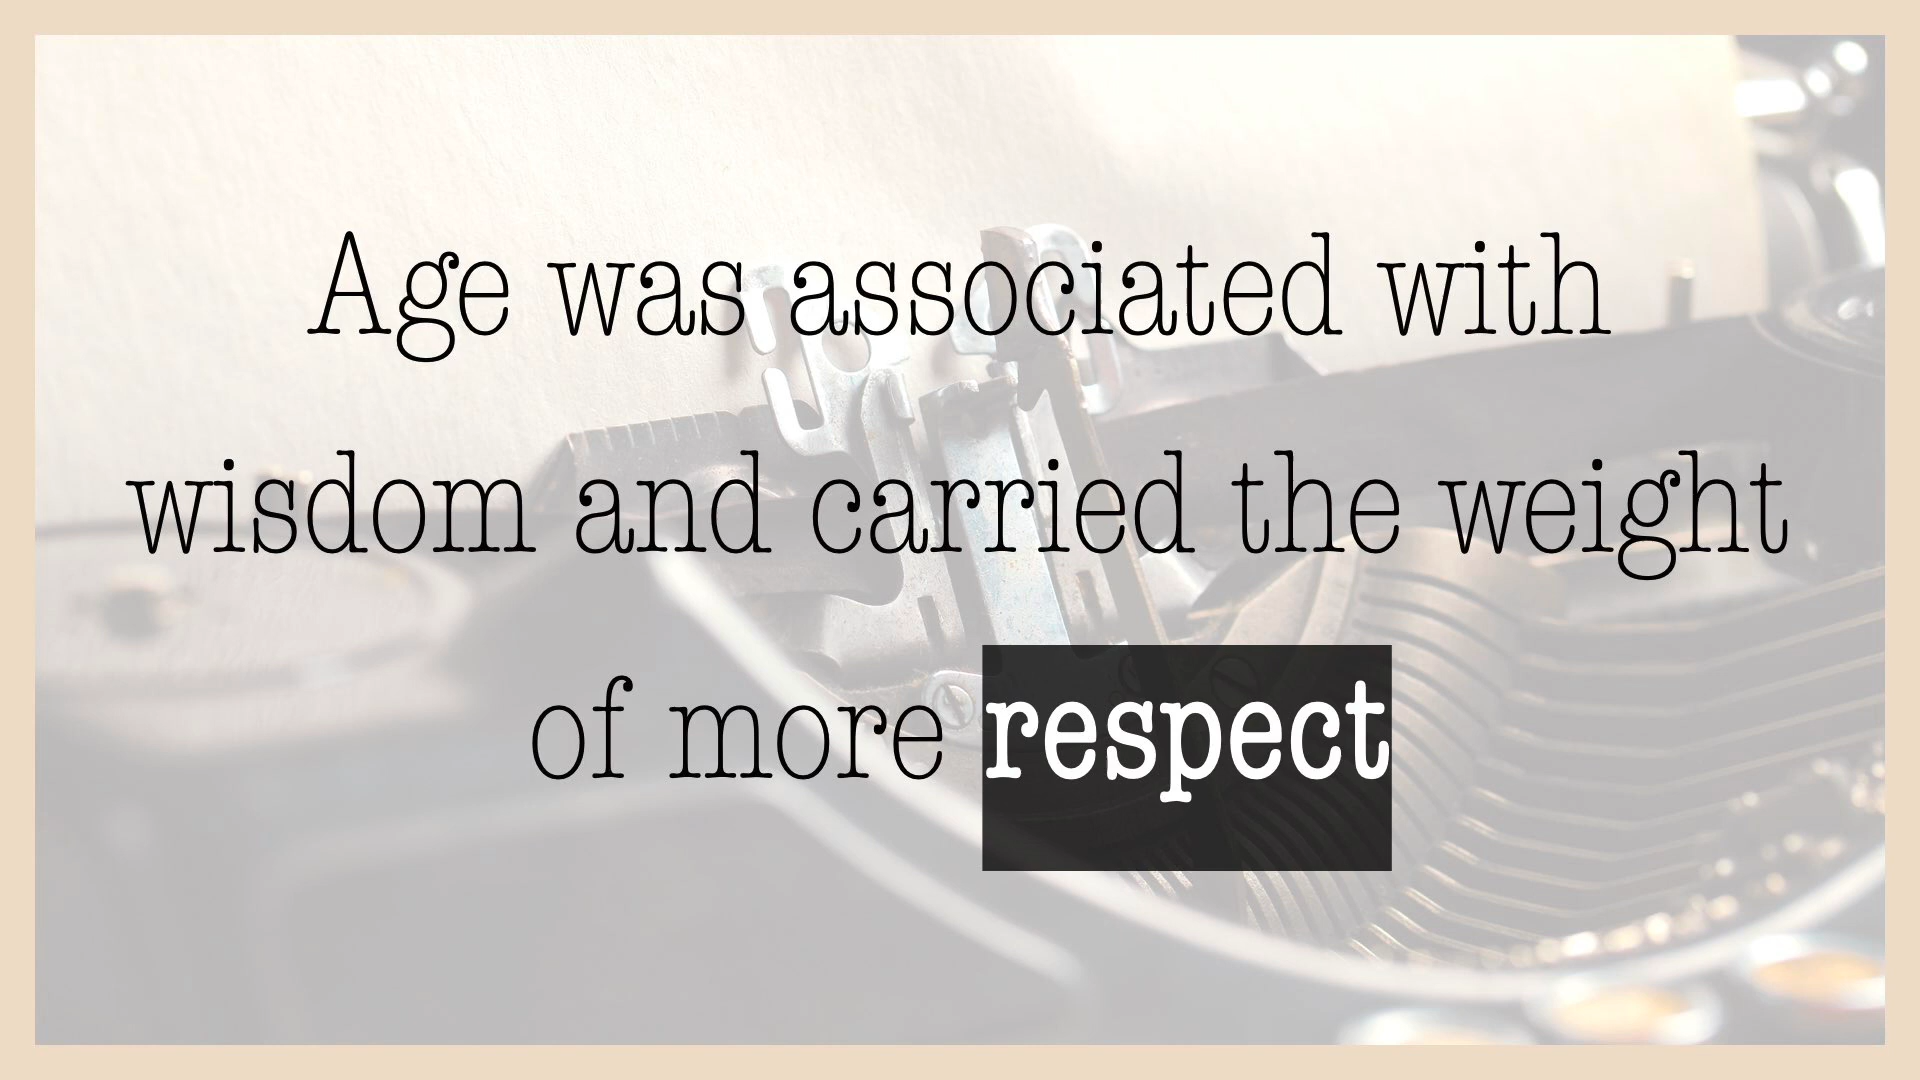 Age was associated with
wisdom and carried the weight
of more respect